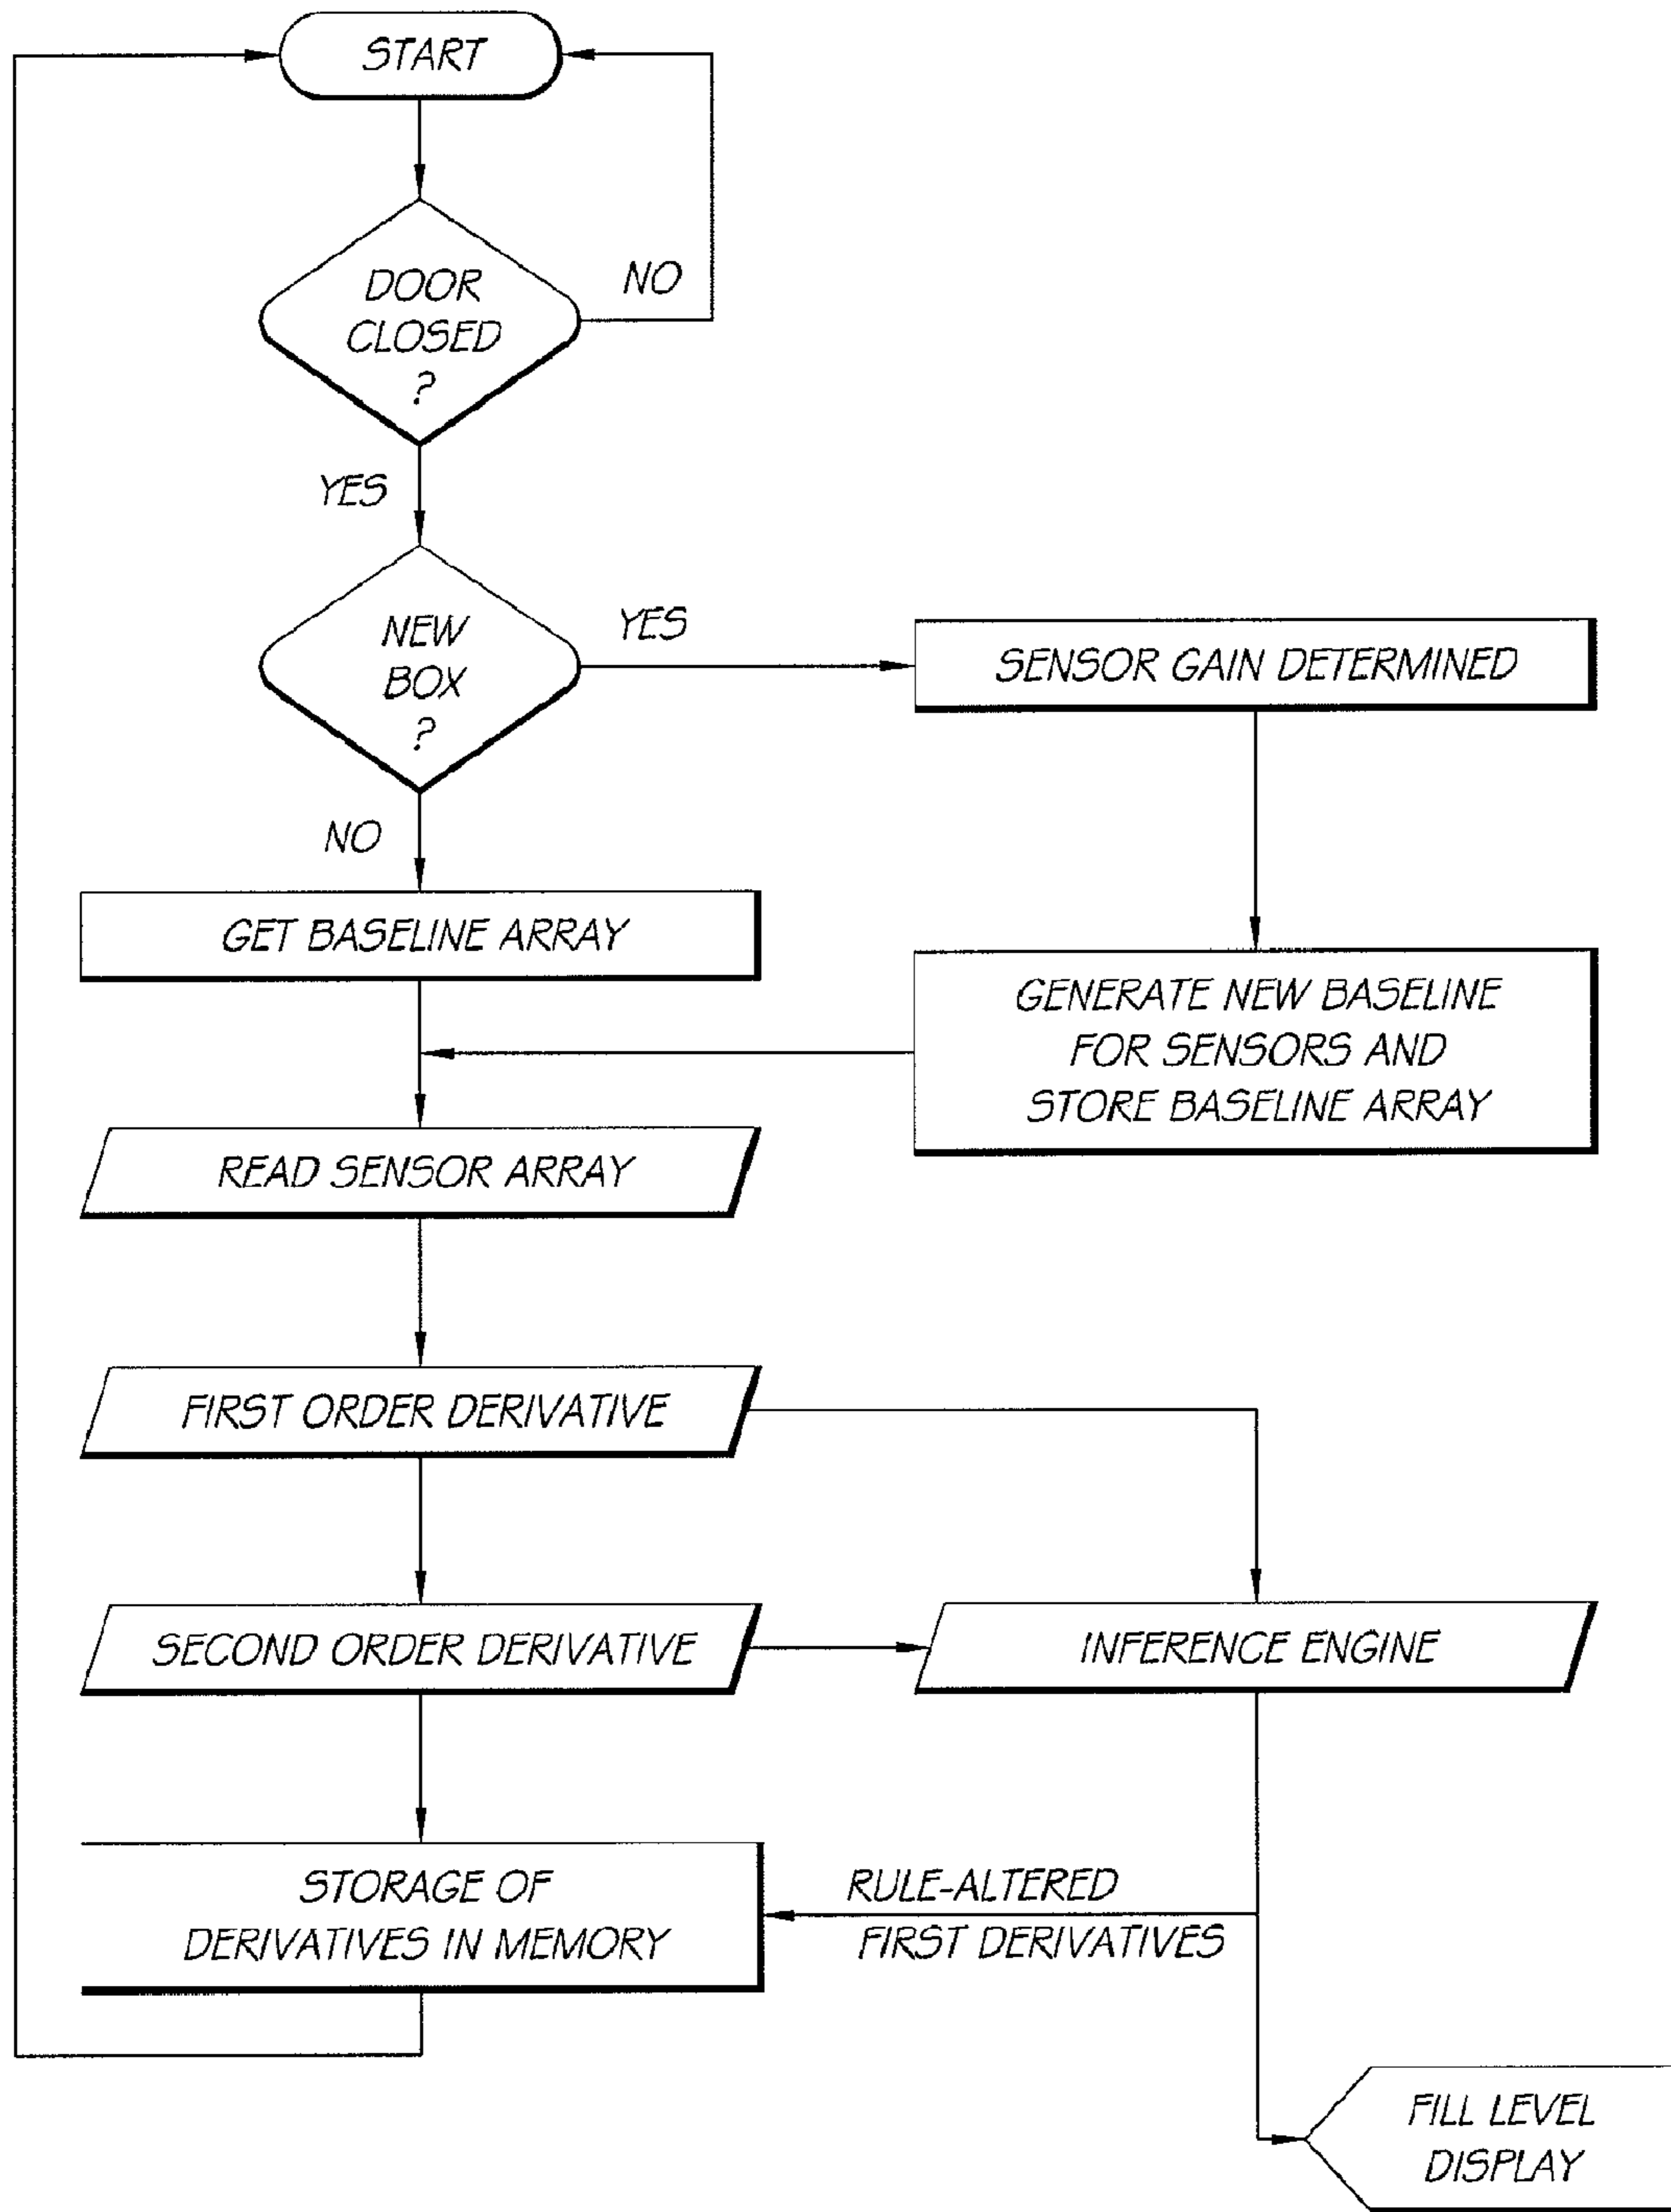 START
DOOR
CLOSED
?
NO
YES
NEW
BOX
?
YES
SENSOR GAIN DETERMINED
NO
GET BASELINE ARRAY
GENERATE NEW BASELINE
FOR SENSORS AND
STORE BASELINE ARRAY
READ SENSOR ARRAY
FIRST ORDER DERIVATIVE
SECOND ORDER DERIVATIVE
INFERENCE ENGINE
STORAGE OF
DERIVATIVES IN MEMORY
RULE-ALTERED
FIRST DERIVATIVES
FILL LEVEL
DISPLAY